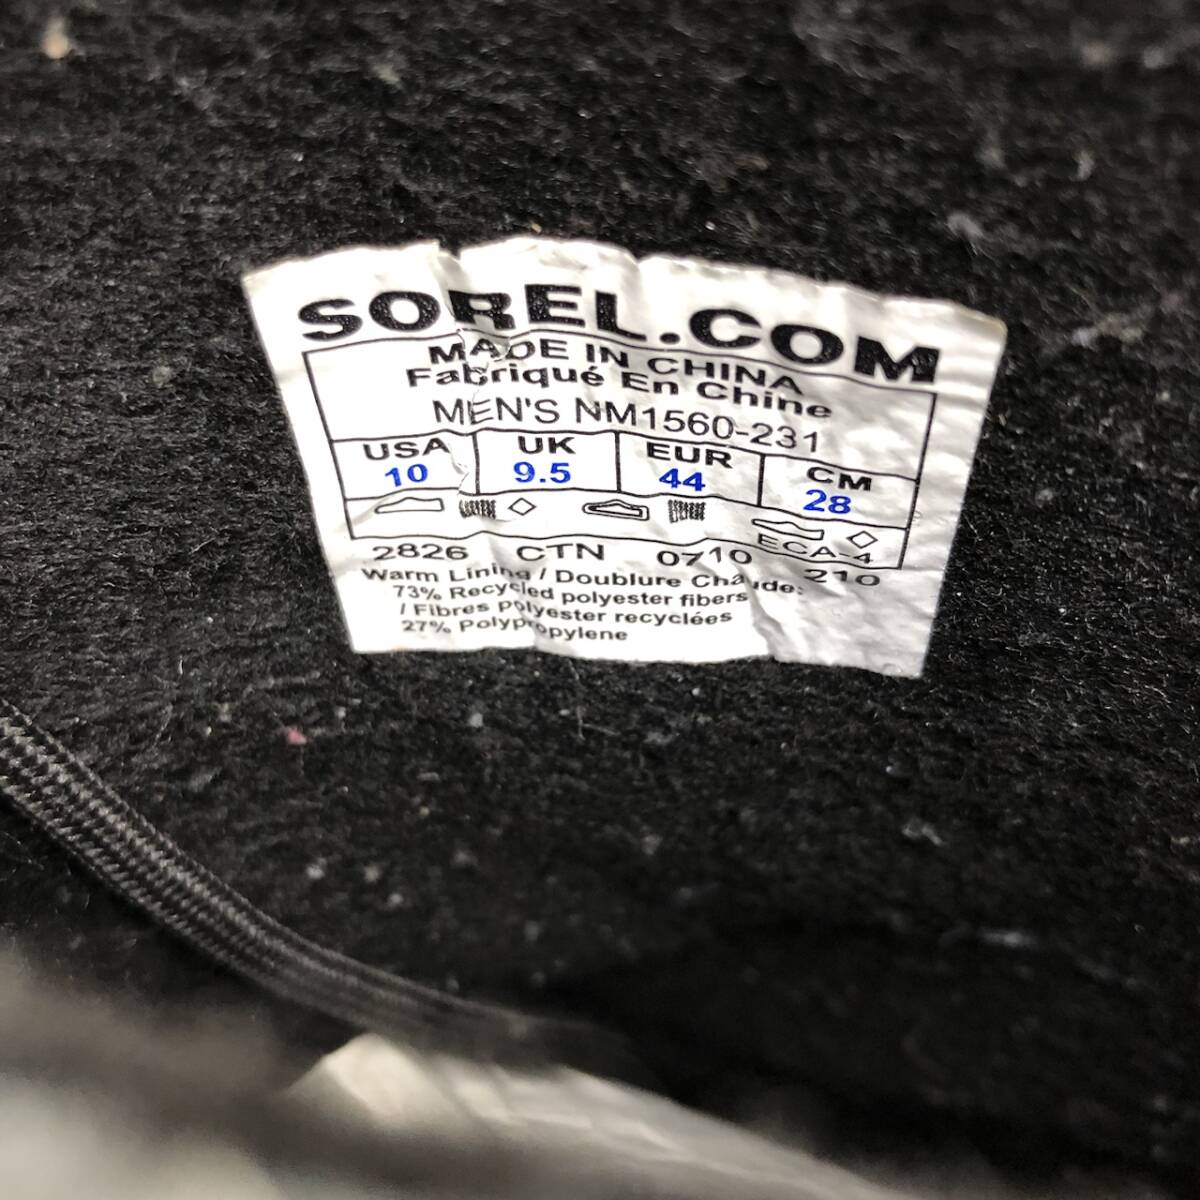 SOREL.COM
MADE IN CHINA
Fabriqué En Chine
MEN'S NM1560-231
USA UK EUR CM
10 9.5 44 28
ECA-4
2826 CTN 0710 210
Warm Lining / Doublure Chaude:
73% Recycled polyester fibers
/ Fibres polyester recyclées
27% Polypropylene